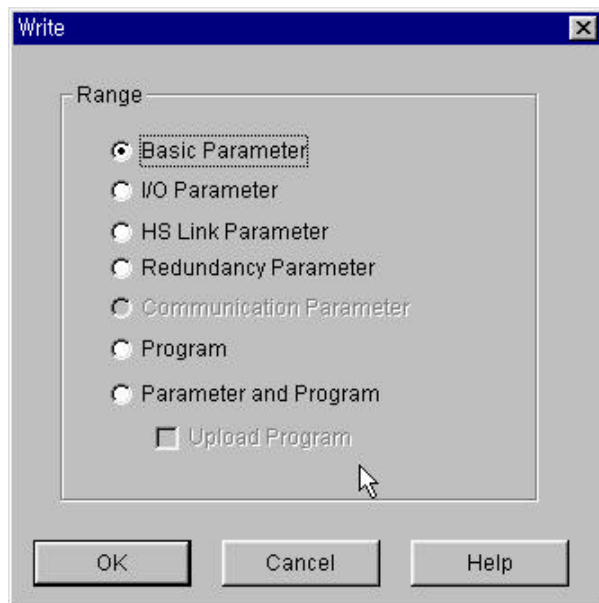 Write
Range
Basic Parameter
I/O Parameter
HS Link Parameter
Redundancy Parameter
Communication Parameter
Program
Parameter and Program
Upload Program
OK Cancel Help